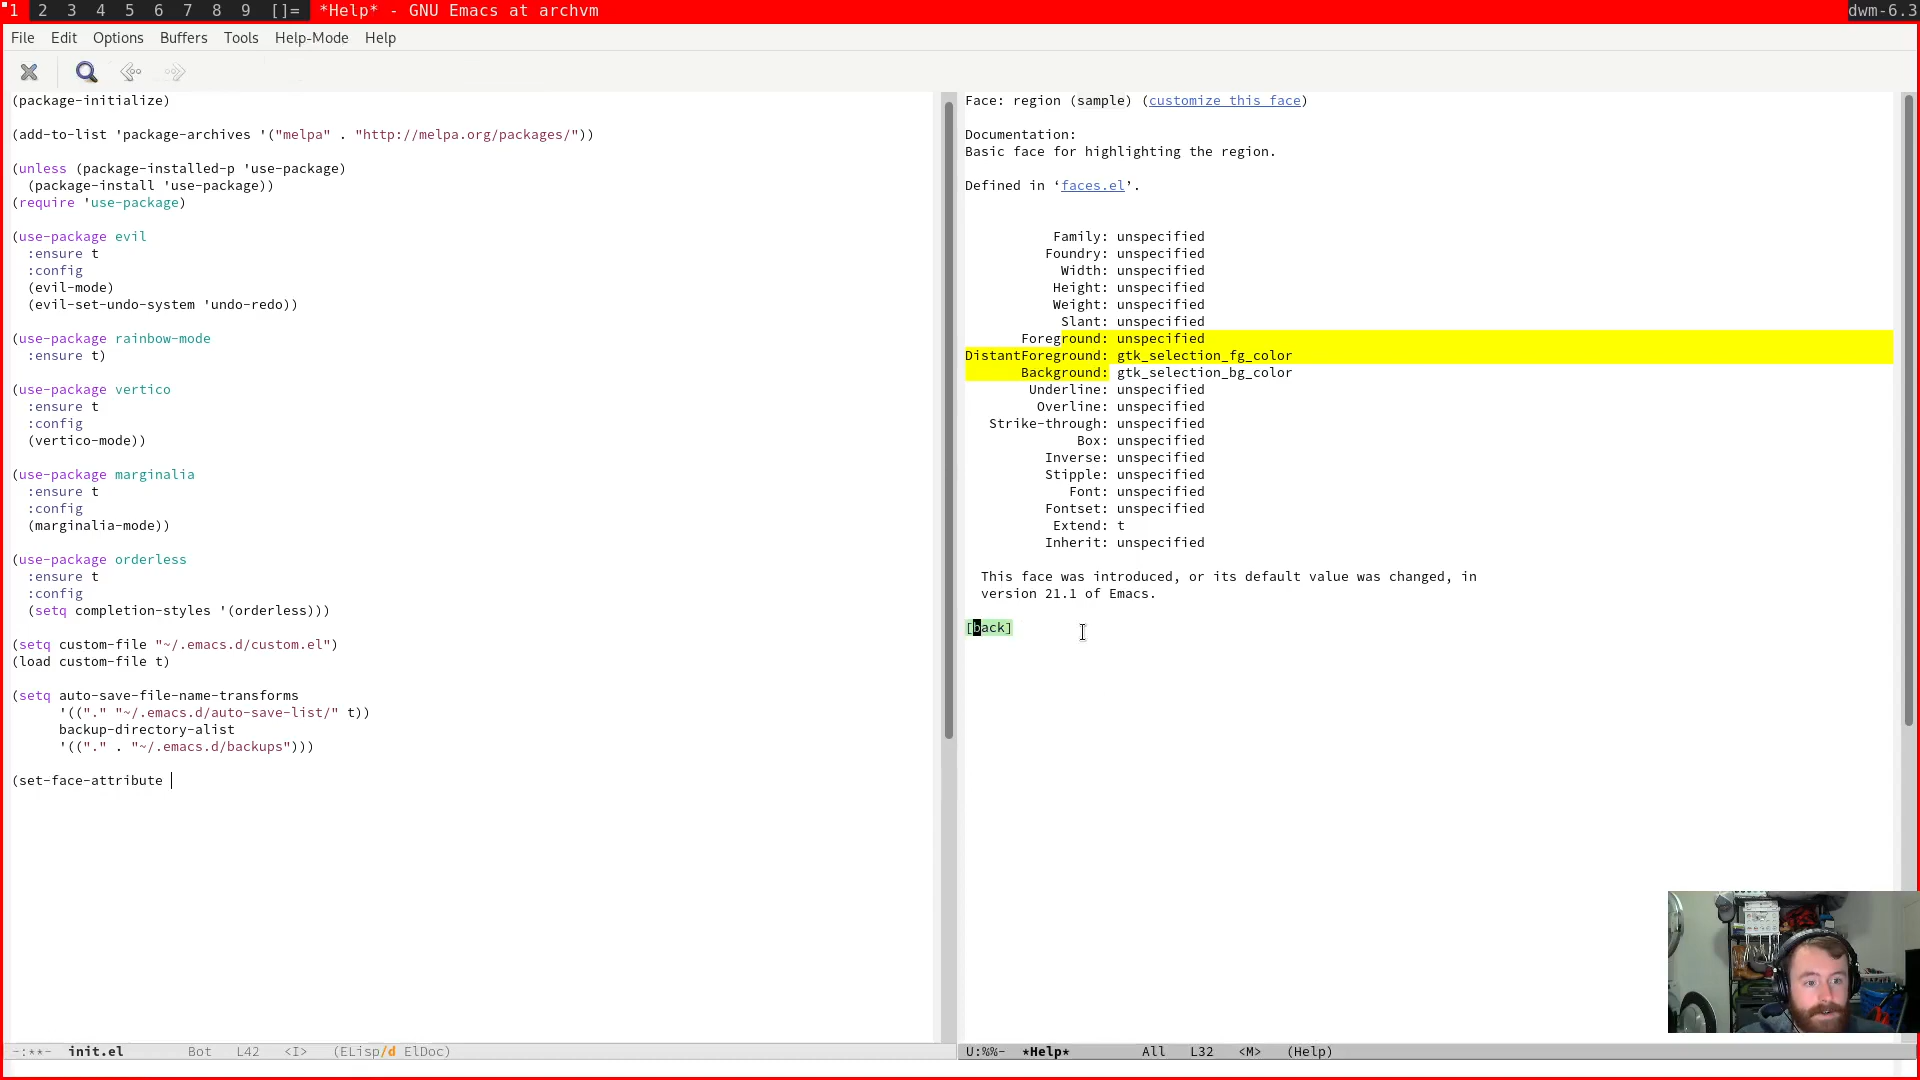 1 2 3 4 5 6 7 8 9 []= *Help* - GNU Emacs at archvm dwm-6.3
File Edit Options Buffers Tools Help-Mode Help
(package-initialize)
(add-to-list 'package-archives '("melpa" . "http://melpa.org/packages/"))
(unless (package-installed-p 'use-package)
  (package-install 'use-package))
(require 'use-package)
(use-package evil
  :ensure t
  :config
  (evil-mode)
  (evil-set-undo-system 'undo-redo))
(use-package rainbow-mode
  :ensure t)
(use-package vertico
  :ensure t
  :config
  (vertico-mode))
(use-package marginalia
  :ensure t
  :config
  (marginalia-mode))
(use-package orderless
  :ensure t
  :config
  (setq completion-styles '(orderless)))
(setq custom-file "~/.emacs.d/custom.el")
(load custom-file t)
(setq auto-save-file-name-transforms
      '(("." "~/.emacs.d/auto-save-list/" t))
      backup-directory-alist
      '(("." . "~/.emacs.d/backups")))
(set-face-attribute
-:**-  init.el        Bot   L42   <I>   (ELisp/d ElDoc)
Face: region (sample) (customize this face)
Documentation:
Basic face for highlighting the region.
Defined in ‘faces.el’.
Family: unspecified
Foundry: unspecified
Width: unspecified
Height: unspecified
Weight: unspecified
Slant: unspecified
Foreground: unspecified
DistantForeground: gtk_selection_fg_color
Background: gtk_selection_bg_color
Underline: unspecified
Overline: unspecified
Strike-through: unspecified
Box: unspecified
Inverse: unspecified
Stipple: unspecified
Font: unspecified
Fontset: unspecified
Extend: t
Inherit: unspecified
  This face was introduced, or its default value was changed, in
  version 21.1 of Emacs.
[back]
U:%%-  *Help*         All   L32   <M>   (Help)